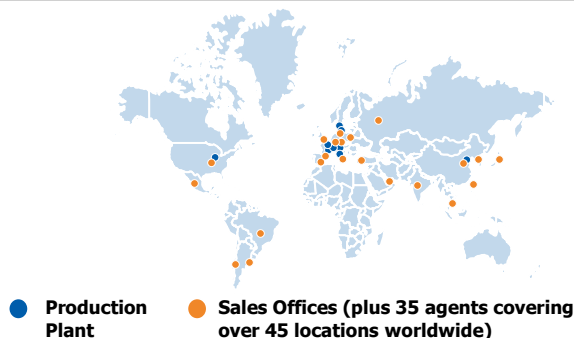 Production
Plant
Sales Offices (plus 35 agents covering
over 45 locations worldwide)